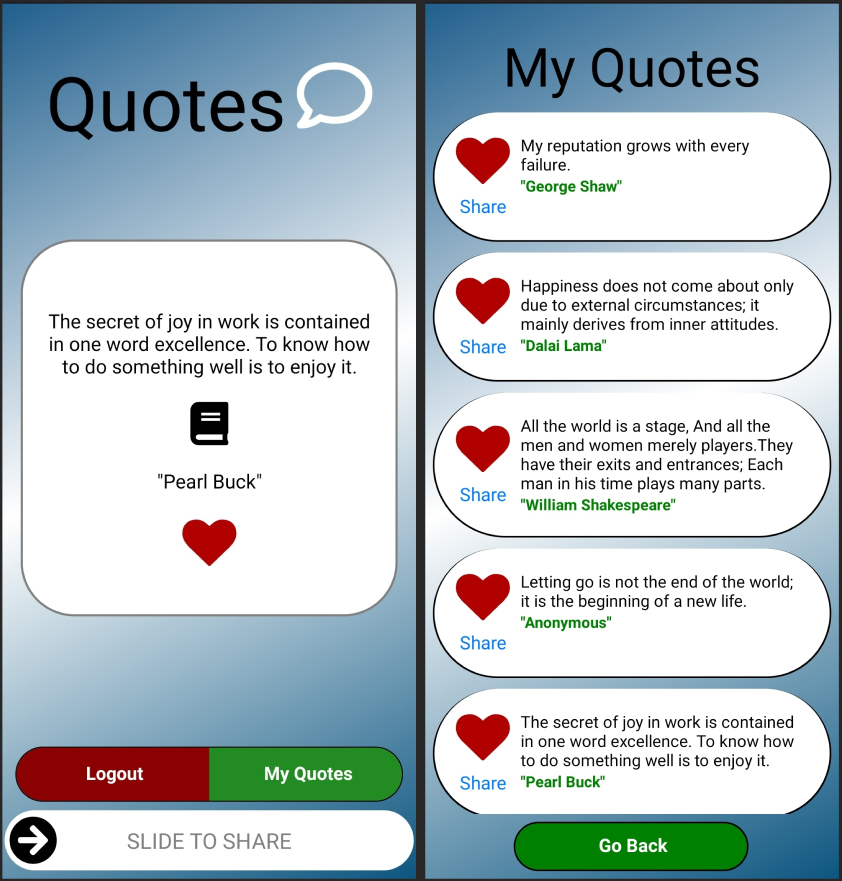 Quotes
The secret of joy in work is contained
in one word excellence. To know how
to do something well is to enjoy it.
"Pearl Buck"
Logout
My Quotes
SLIDE TO SHARE
My Quotes
My reputation grows with every
failure.
"George Shaw"
Share
Happiness does not come about only
due to external circumstances; it
mainly derives from inner attitudes.
"Dalai Lama"
Share
All the world is a stage, And all the
men and women merely players.They
have their exits and entrances; Each
man in his time plays many parts.
"William Shakespeare"
Share
Letting go is not the end of the world;
it is the beginning of a new life.
"Anonymous"
Share
The secret of joy in work is contained
in one word excellence. To know how
to do something well is to enjoy it.
"Pearl Buck"
Share
Go Back